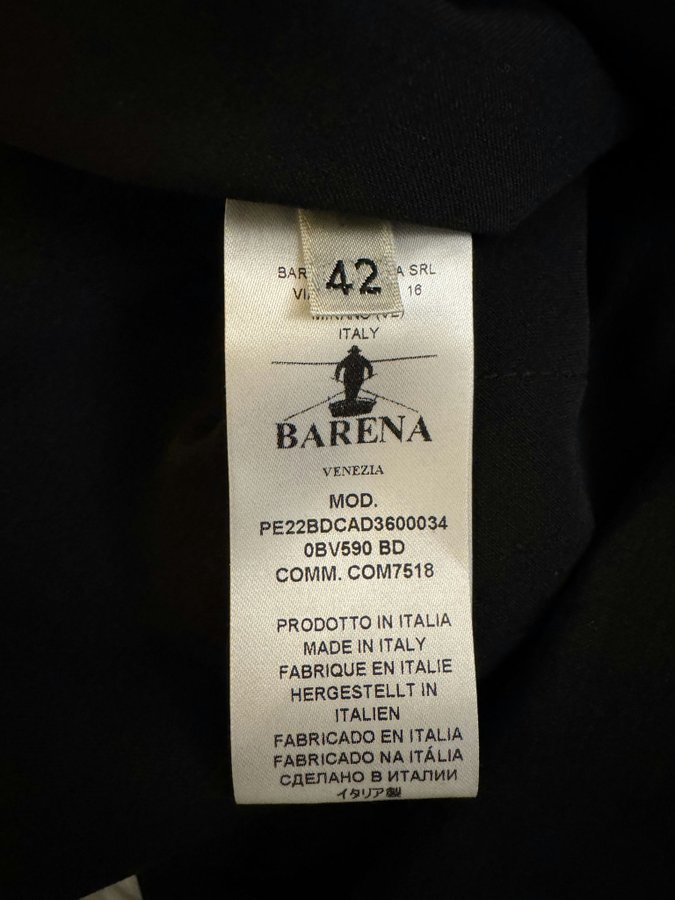 42
BAR A SRL
16
ITALY
BARENA
VENEZIA
MOD.
PE22BDCAD3600034
0BV590 BD
COMM. COM7518
PRODOTTO IN ITALIA
MADE IN ITALY
FABRIQUE EN ITALIE
HERGESTELLT IN
ITALIEN
FABRICADO EN ITALIA
FABRICADO NA ITÁLIA
СДЕЛАНО В ИТАЛИИ
イタリア製